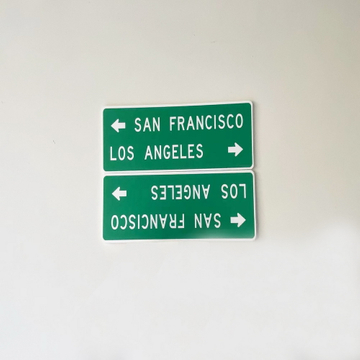 ← SAN FRANCISCO
LOS ANGELES →
← LOS ANGELES
SAN FRANCISCO →